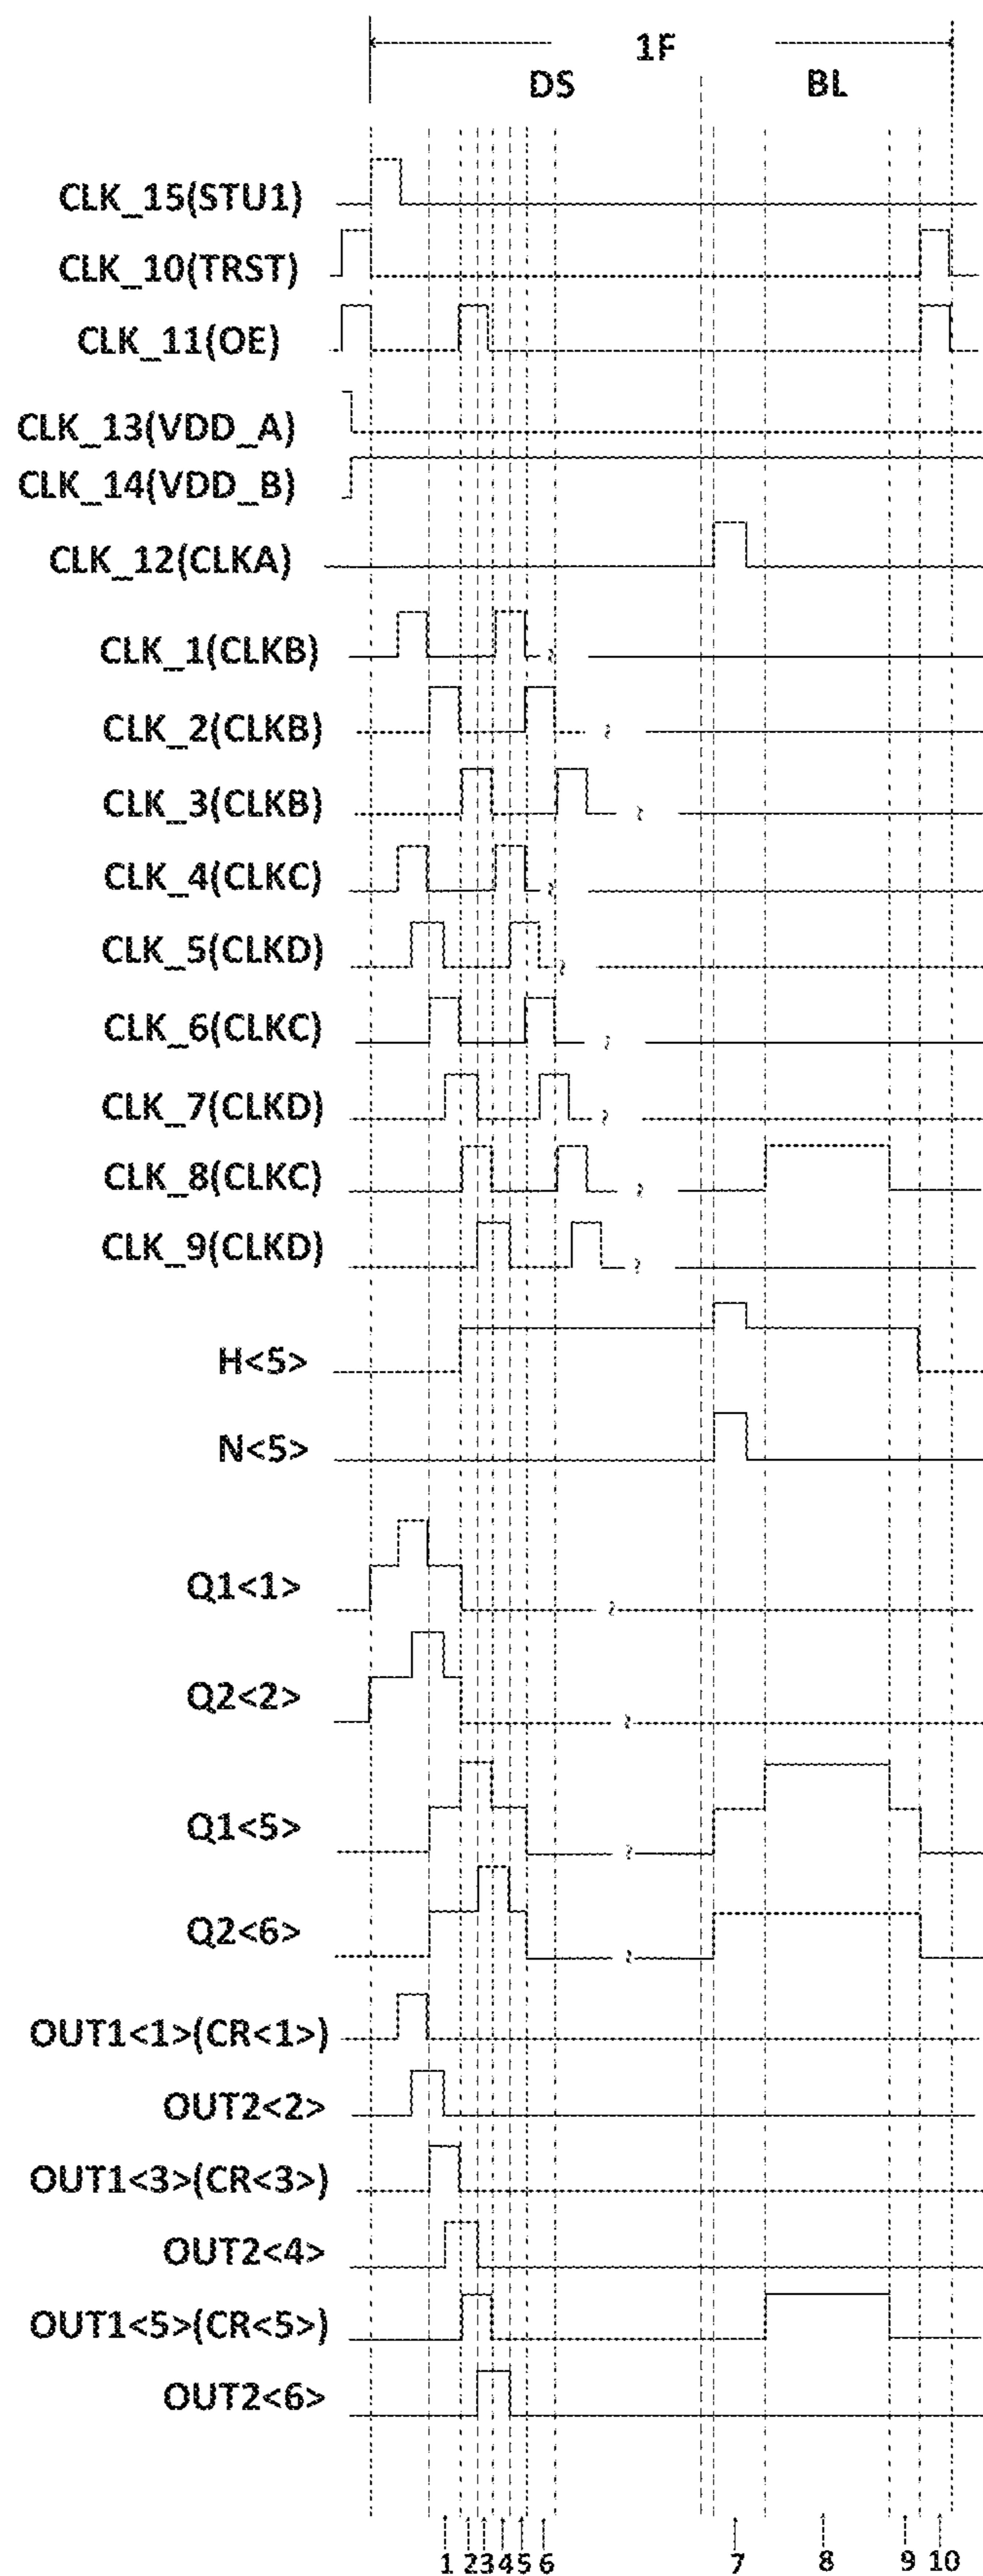 1F
DS BL
CLK_15(STU1)
CLK_10(TRST)
CLK_11(OE)
CLK_13(VDD_A)
CLK_14(VDD_B)
CLK_12(CLKA)
CLK_1(CLKB)
CLK_2(CLKB)
CLK_3(CLKB)
CLK_4(CLKC)
CLK_5(CLKD)
CLK_6(CLKC)
CLK_7(CLKD)
CLK_8(CLKC)
CLK_9(CLKD)
H<5>
N<5>
Q1<1>
Q2<2>
Q1<5>
Q2<6>
OUT1<1>(CR<1>)
OUT2<2>
OUT1<3>(CR<3>)
OUT2<4>
OUT1<5>(CR<5>)
OUT2<6>
1 2 3 4 5 6 7 8 9 10